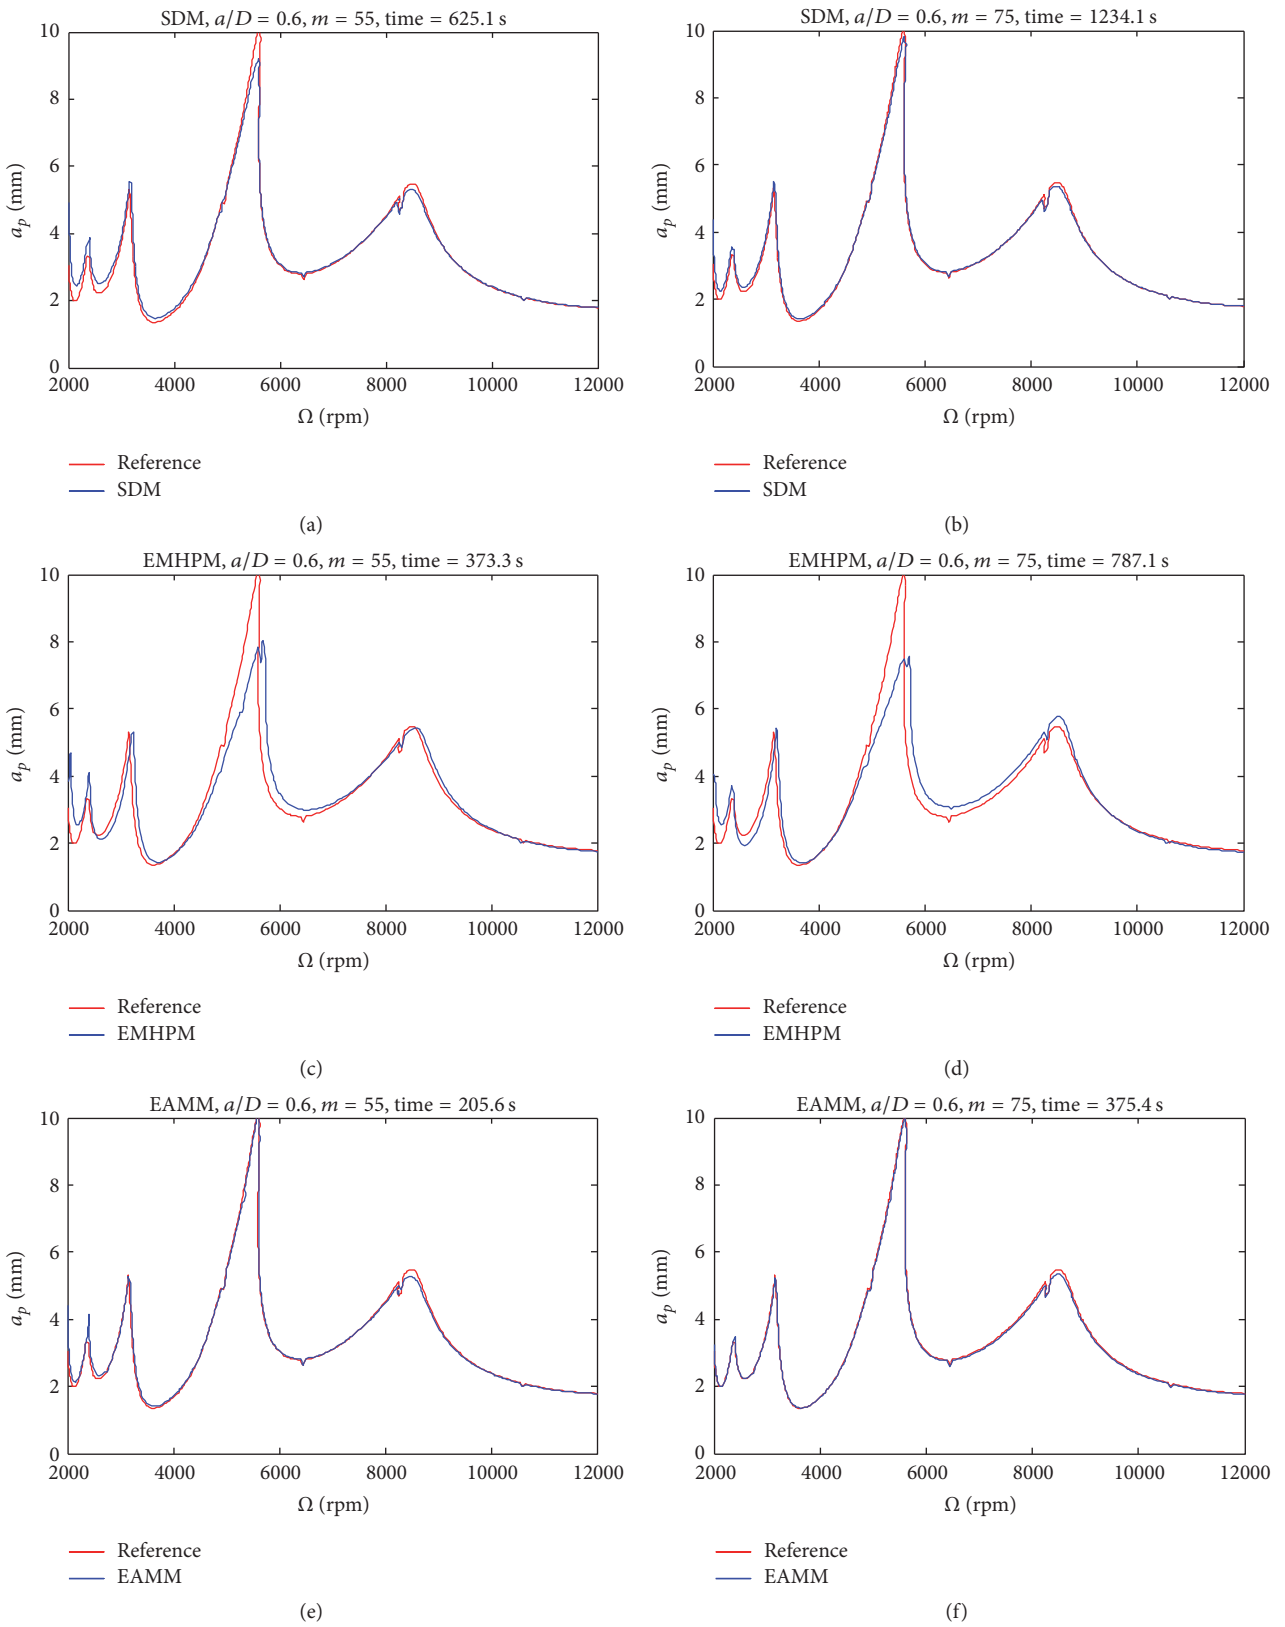 SDM, a/D = 0.6, m = 55, time = 625.1 s
10
8
6
4
2
0
a_p (mm)
2000 4000 6000 8000 10000 12000
Ω (rpm)
Reference
SDM
(a)
SDM, a/D = 0.6, m = 75, time = 1234.1 s
10
8
6
4
2
0
a_p (mm)
2000 4000 6000 8000 10000 12000
Ω (rpm)
Reference
SDM
(b)
EMHPM, a/D = 0.6, m = 55, time = 373.3 s
10
8
6
4
2
0
a_p (mm)
2000 4000 6000 8000 10000 12000
Ω (rpm)
Reference
EMHPM
(c)
EMHPM, a/D = 0.6, m = 75, time = 787.1 s
10
8
6
4
2
0
a_p (mm)
2000 4000 6000 8000 10000 12000
Ω (rpm)
Reference
EMHPM
(d)
EAMM, a/D = 0.6, m = 55, time = 205.6 s
10
8
6
4
2
0
a_p (mm)
2000 4000 6000 8000 10000 12000
Ω (rpm)
Reference
EAMM
(e)
EAMM, a/D = 0.6, m = 75, time = 375.4 s
10
8
6
4
2
0
a_p (mm)
2000 4000 6000 8000 10000 12000
Ω (rpm)
Reference
EAMM
(f)